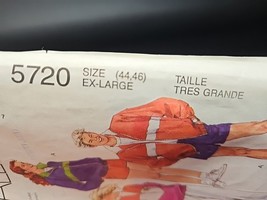 5720
SIZE (44,46) TAILLE
EX-LARGE TRES GRANDE